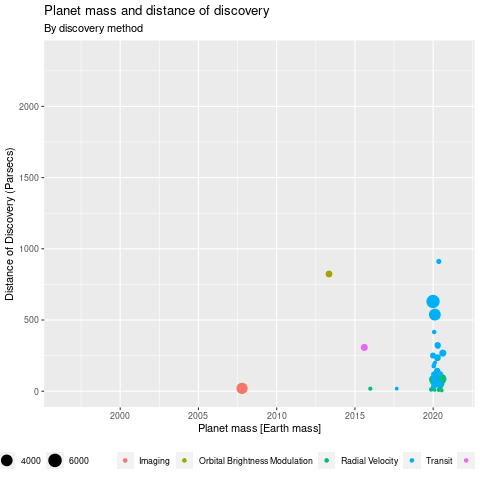 Planet mass and distance of discovery
By discovery method
Distance of Discovery (Parsecs)
2000
1500
1000
500
0
2000
2005
2010
2015
2020
Planet mass [Earth mass]
4000 6000 Imaging Orbital Brightness Modulation Radial Velocity Transit